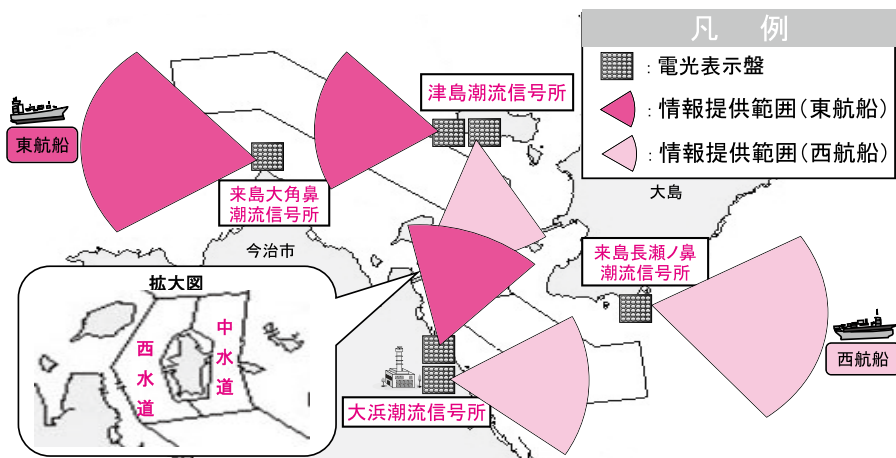 凡 例
：電光表示盤
：情報提供範囲（東航船）
：情報提供範囲（西航船）
津島潮流信号所
東航船
来島大角鼻
潮流信号所
大島
今治市
来島長瀬ノ鼻
潮流信号所
拡大図
中水道
西水道
西航船
大浜潮流信号所